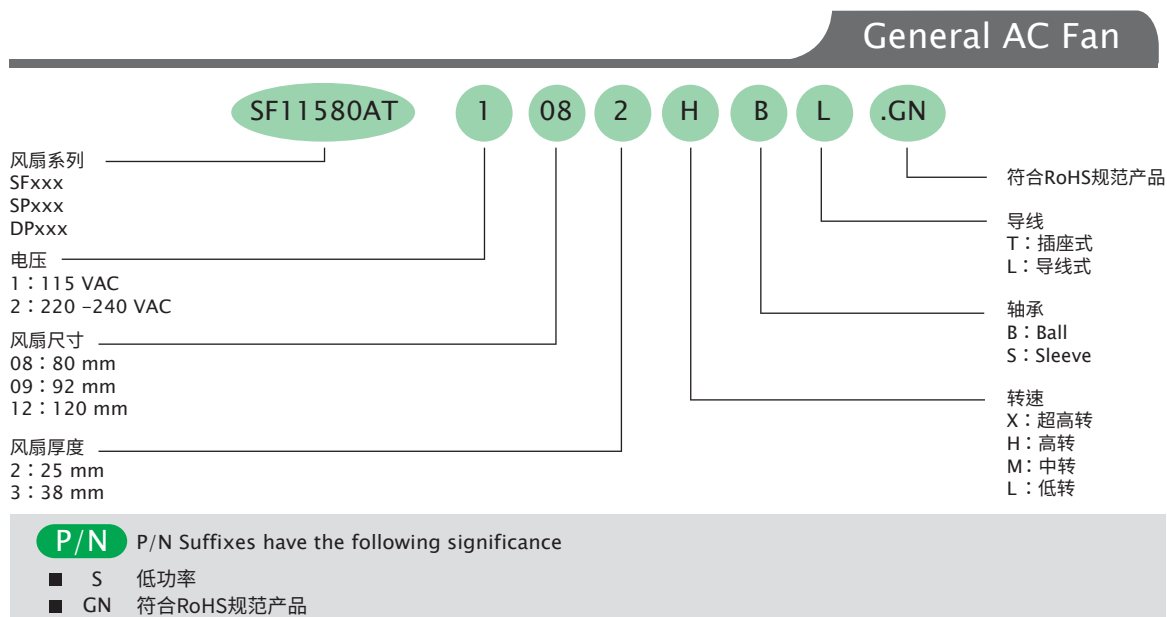 General AC Fan
SF11580AT 1 08 2 H B L .GN
风扇系列
SFxxx
SPxxx
DPxxx
电压
1：115 VAC
2：220 -240 VAC
风扇尺寸
08：80 mm
09：92 mm
12：120 mm
风扇厚度
2：25 mm
3：38 mm
符合RoHS规范产品
导线
T：插座式
L：导线式
轴承
B：Ball
S：Sleeve
转速
X：超高转
H：高转
M：中转
L：低转
P/N P/N Suffixes have the following significance
■ S 低功率
■ GN 符合RoHS规范产品